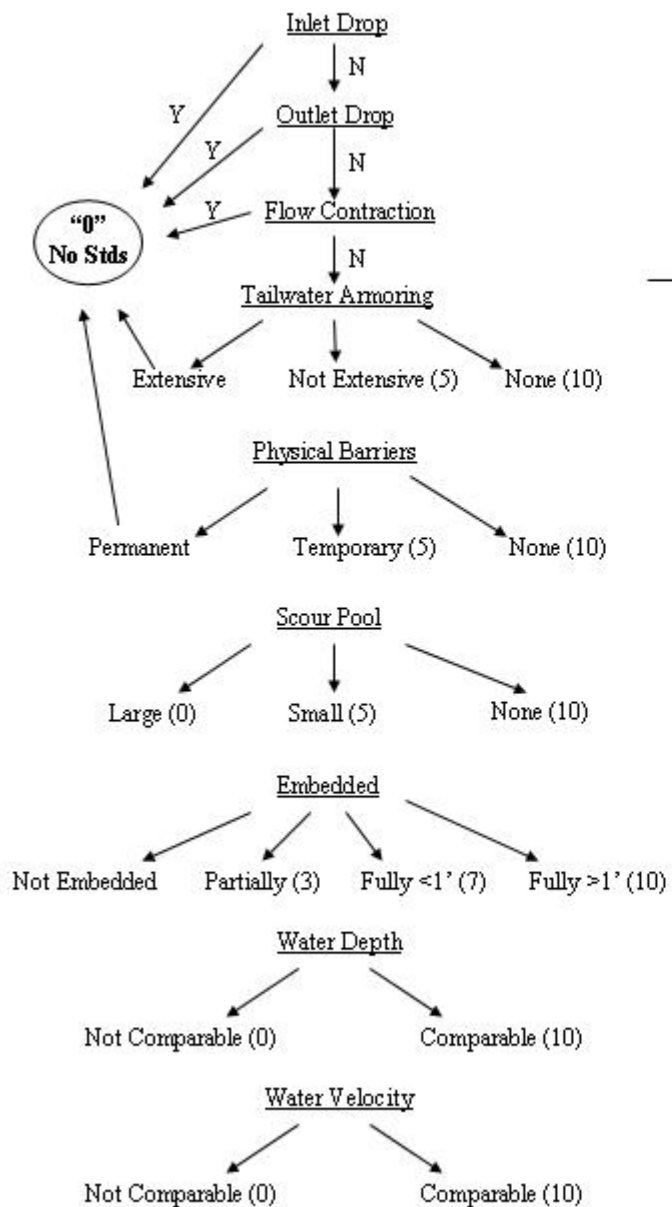 Inlet Drop
N
Y
Outlet Drop
Y
N
Y
Flow Contraction
“0”
No Stds
N
Tailwater Armoring
Extensive Not Extensive (5) None (10)
Physical Barriers
Permanent Temporary (5) None (10)
Scour Pool
Large (0) Small (5) None (10)
Embedded
Not Embedded Partially (3) Fully <1’ (7) Fully >1’ (10)
Water Depth
Not Comparable (0) Comparable (10)
Water Velocity
Not Comparable (0) Comparable (10)